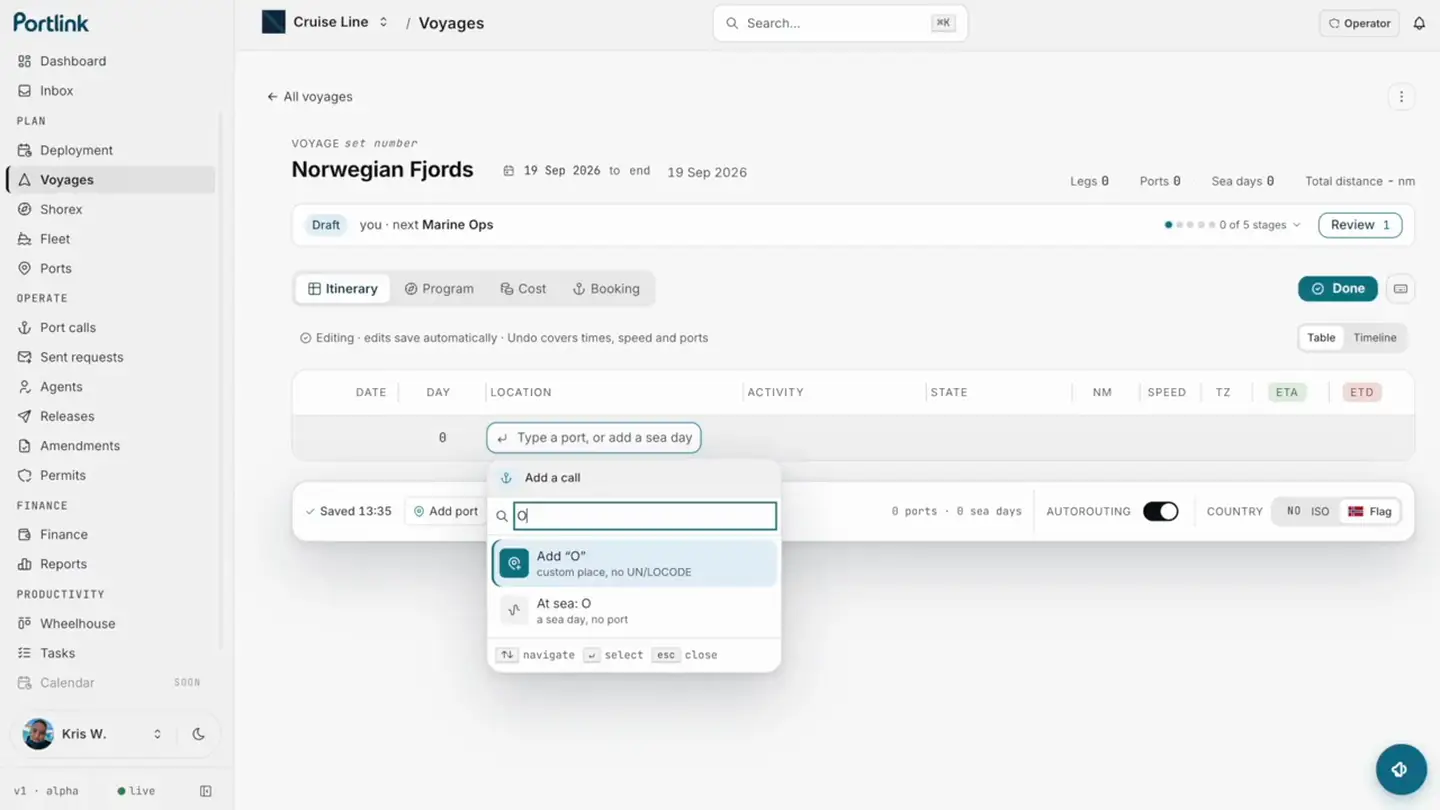 Portlink
Cruise Line / Voyages
Search... ⌘K
Operator
Dashboard
Inbox
PLAN
Deployment
Voyages
Shorex
Fleet
Ports
OPERATE
Port calls
Sent requests
Agents
Releases
Amendments
Permits
FINANCE
Finance
Reports
PRODUCTIVITY
Wheelhouse
Tasks
Calendar SOON
Kris W.
v1 · alpha live
← All voyages
VOYAGE set number
Norwegian Fjords 19 Sep 2026 to end 19 Sep 2026
Legs 0 Ports 0 Sea days 0 Total distance - nm
Draft you · next Marine Ops 0 of 5 stages Review 1
Itinerary Program Cost Booking Done
Editing · edits save automatically · Undo covers times, speed and ports Table Timeline
DATE DAY LOCATION ACTIVITY STATE NM SPEED TZ ETA ETD
0 Type a port, or add a sea day
Add a call
Saved 13:35 Add port O 0 ports · 0 sea days AUTOROUTING COUNTRY NO ISO Flag
Add “O”
custom place, no UN/LOCODE
At sea: O
a sea day, no port
↑↓ navigate ↵ select esc close